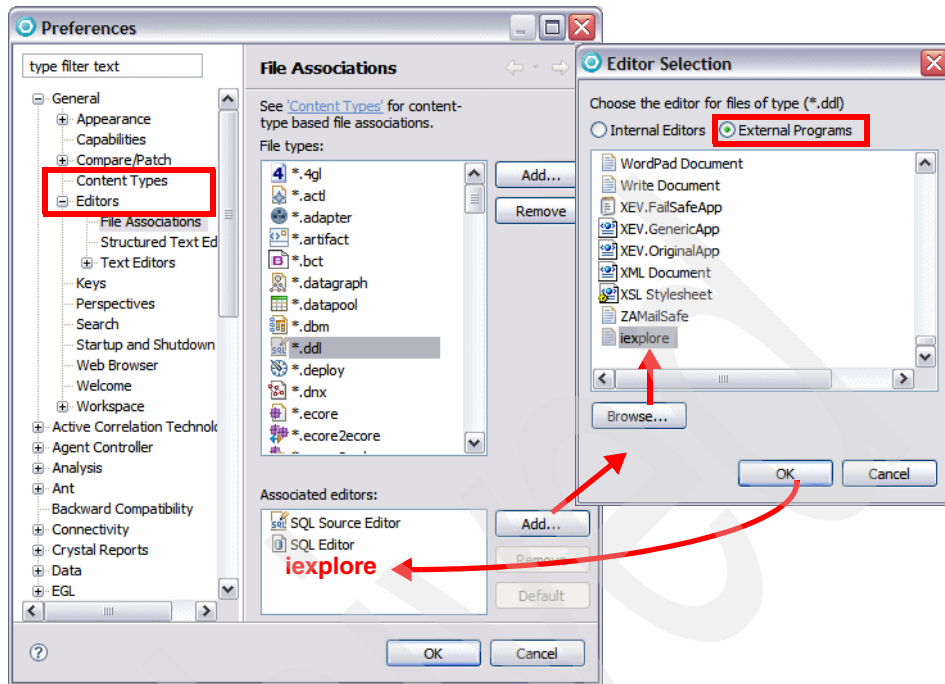 Preferences
type filter text
General
Appearance
Capabilities
Compare/Patch
Content Types
Editors
File Associations
Structured Text Ed
Text Editors
Keys
Perspectives
Search
Startup and Shutdown
Web Browser
Welcome
Workspace
Active Correlation Technolo
Agent Controller
Analysis
Ant
Backward Compatibility
Connectivity
Crystal Reports
Data
EGL
File Associations
See 'Content Types' for content-
type based file associations.
File types:
*.4gl
*.actl
*.adapter
*.artifact
*.bct
*.datagraph
*.datapool
*.dbm
*.ddl
*.deploy
*.dnx
*.ecore
*.ecore2ecore
Add...
Remove
Associated editors:
SQL Source Editor
SQL Editor
iexplore
Add...
Remove
Default
OK
Cancel
Editor Selection
Choose the editor for files of type (*.ddl)
Internal Editors External Programs
WordPad Document
Write Document
XEV.FailSafeApp
XEV.GenericApp
XEV.OriginalApp
XML Document
XSL Stylesheet
ZAMailSafe
iexplore
Browse...
OK
Cancel